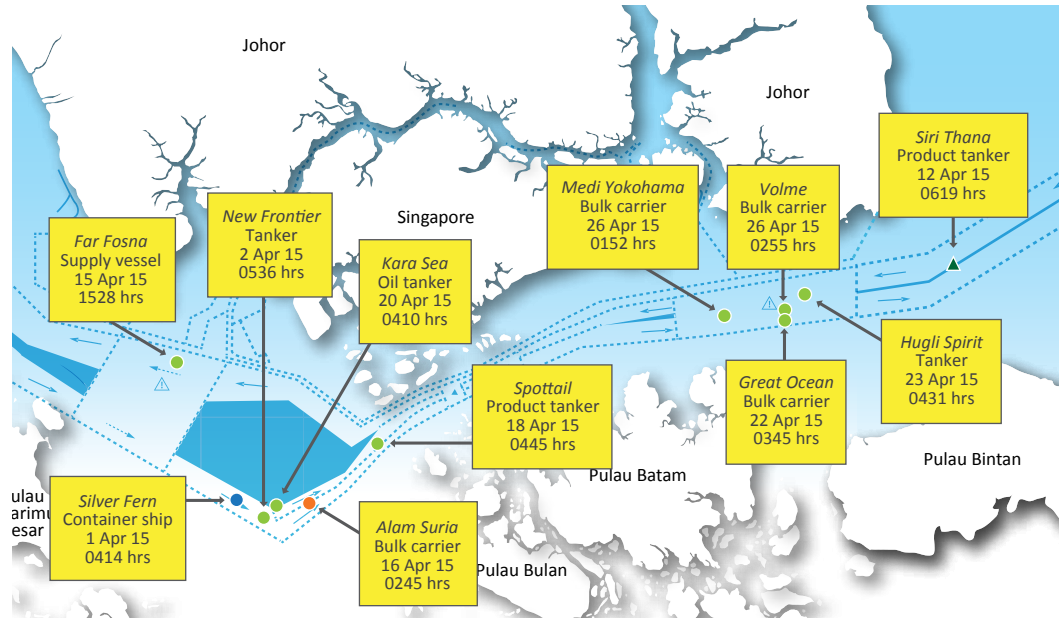 Johor
Johor
Siri Thana
Product tanker
12 Apr 15
0619 hrs
Medi Yokohama
Bulk carrier
26 Apr 15
0152 hrs
Volme
Bulk carrier
26 Apr 15
0255 hrs
New Frontier
Tanker
2 Apr 15
0536 hrs
Singapore
Far Fosna
Supply vessel
15 Apr 15
1528 hrs
Kara Sea
Oil tanker
20 Apr 15
0410 hrs
Hugli Spirit
Tanker
23 Apr 15
0431 hrs
Spottail
Product tanker
18 Apr 15
0445 hrs
Great Ocean
Bulk carrier
22 Apr 15
0345 hrs
Pulau Batam
Pulau Bintan
Silver Fern
Container ship
1 Apr 15
0414 hrs
ulau
arimu
esar
Alam Suria
Bulk carrier
16 Apr 15
0245 hrs
Pulau Bulan